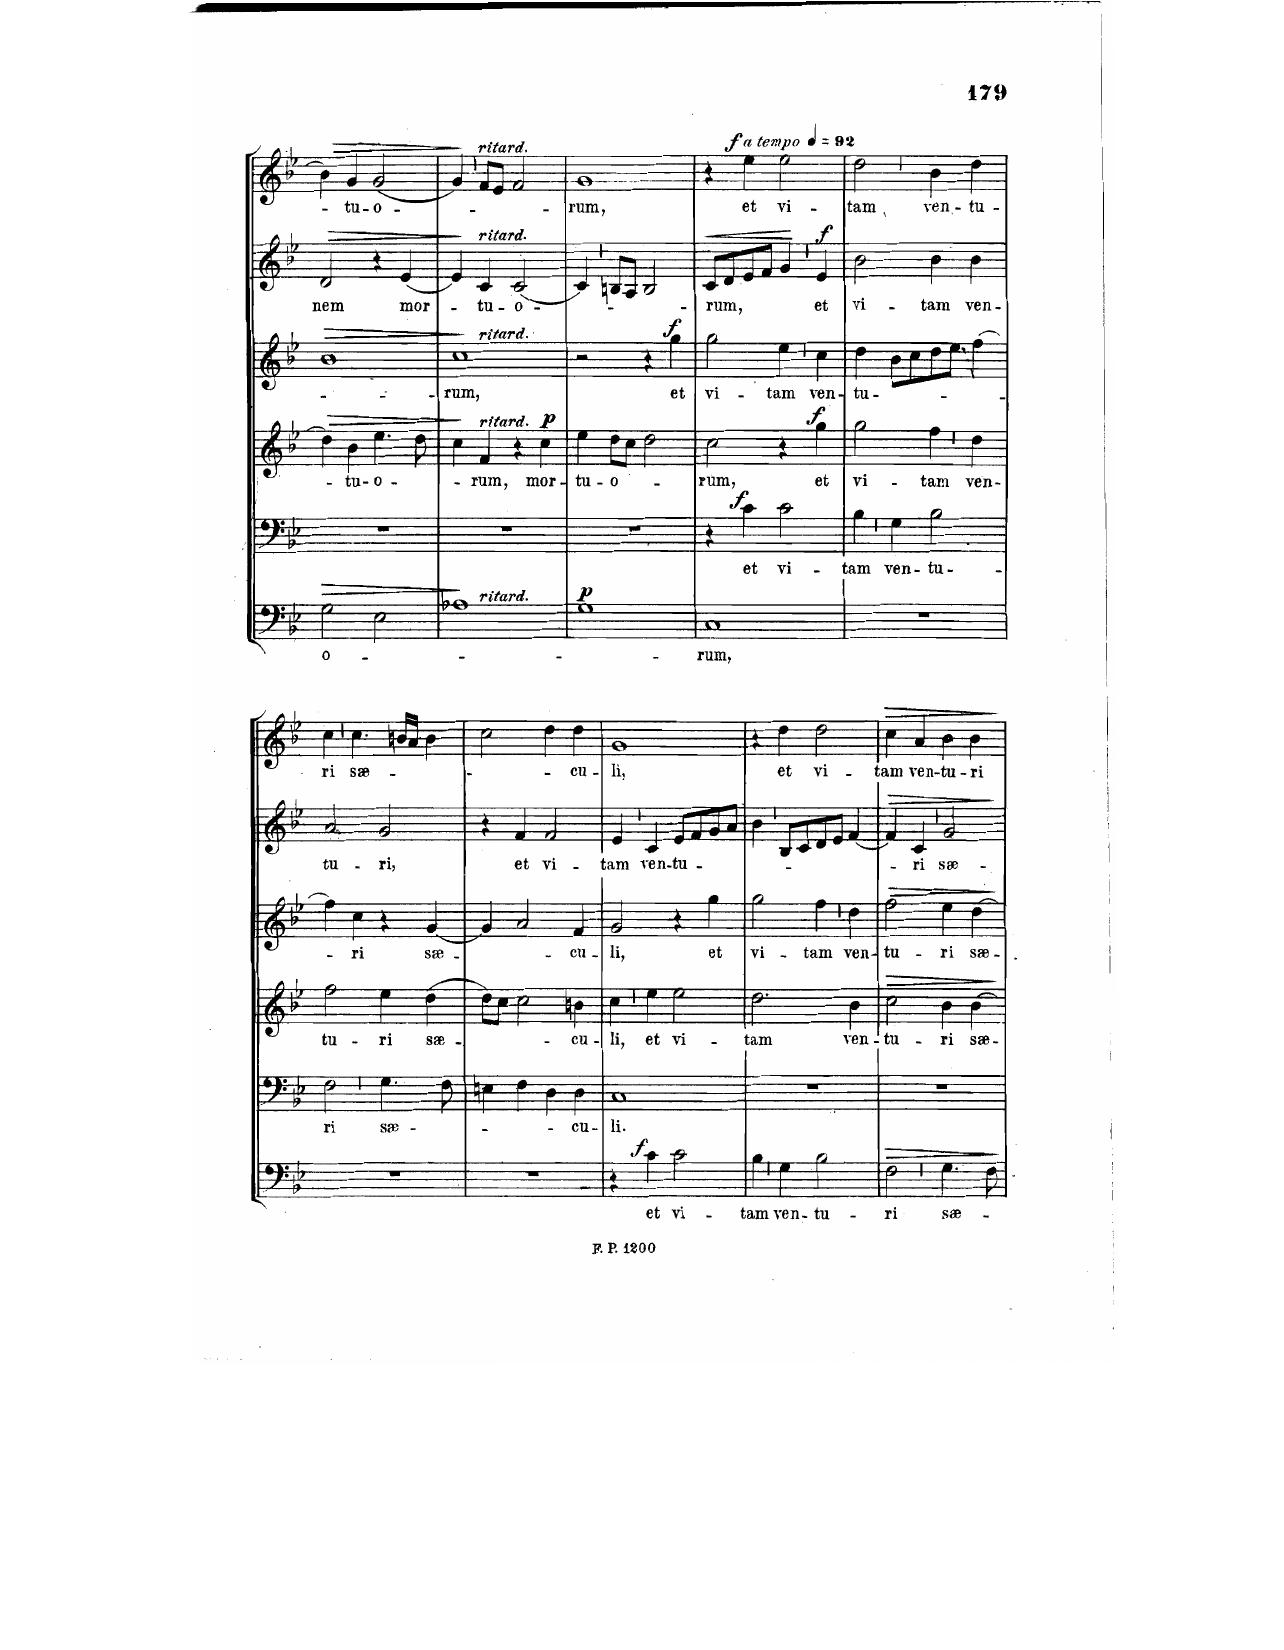 179
f a tempo ♩ = 92
ritard.
- tu - o - - - rum, et vi - tam ven - tu -
ritard. f
nem mor - tu - o - - - rum, et vi - tam ven -
ritard. f
- - - rum, et vi - tam ven - tu - - - -
ritard. p f
- tu - o - - rum, mor - tu - o - rum, et vi - tam ven -
f
et vi - tam ven - tu - -
ritard. p
o - - - - rum,
ri sæ - - - cu - li, et vi - tam ven - tu - ri
tu - ri, et vi - tam ven - tu - - - - ri sæ -
- ri sæ - - cu - li, et vi - tam ven - tu - ri sæ -
tu - ri sæ - - cu - li, et vi - tam ven - tu - ri sæ -
ri sæ - - - cu - li.
f
et vi - tam ven - tu - ri sæ -
F. P. 1200